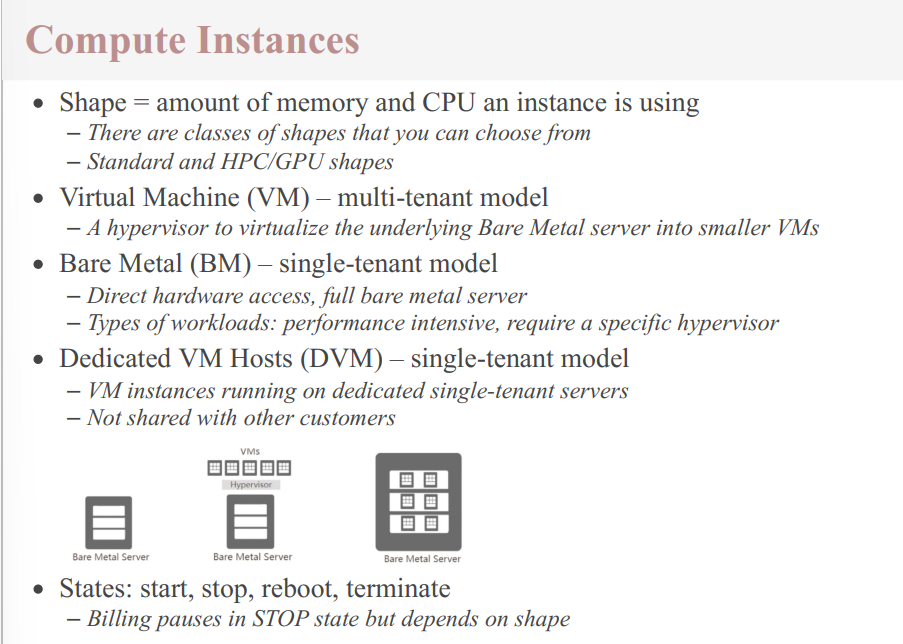 Compute Instances
• Shape = amount of memory and CPU an instance is using
– There are classes of shapes that you can choose from
– Standard and HPC/GPU shapes
• Virtual Machine (VM) – multi-tenant model
– A hypervisor to virtualize the underlying Bare Metal server into smaller VMs
• Bare Metal (BM) – single-tenant model
– Direct hardware access, full bare metal server
– Types of workloads: performance intensive, require a specific hypervisor
• Dedicated VM Hosts (DVM) – single-tenant model
– VM instances running on dedicated single-tenant servers
– Not shared with other customers
VMs
Hypervisor
Bare Metal Server
Bare Metal Server
Bare Metal Server
• States: start, stop, reboot, terminate
– Billing pauses in STOP state but depends on shape